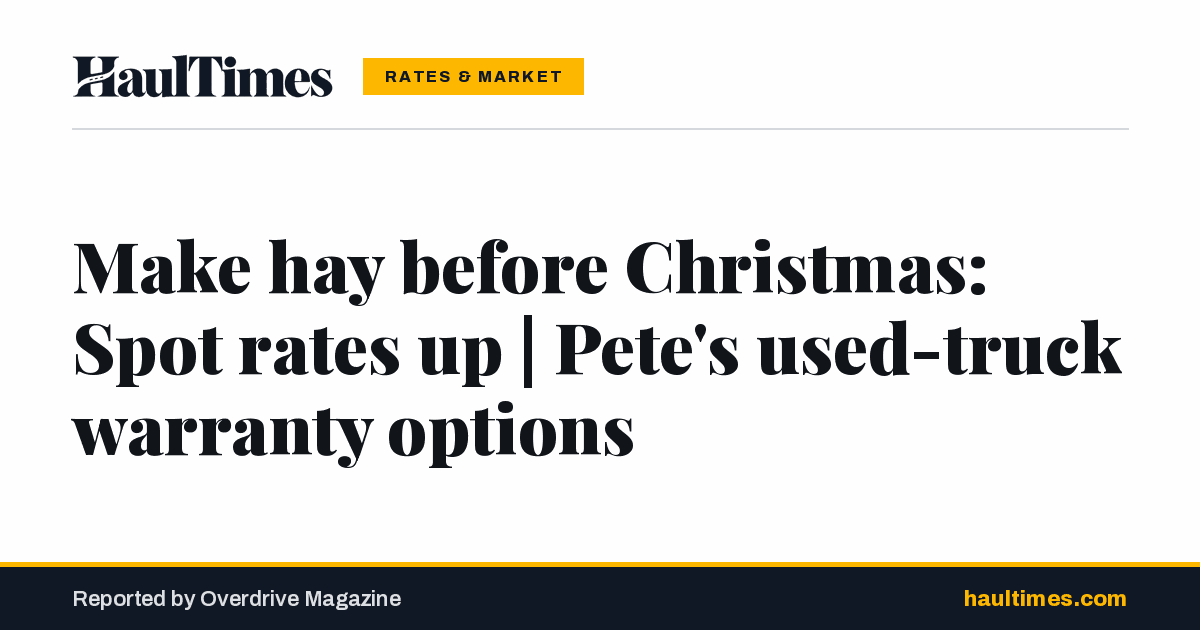 HaulTimes
RATES & MARKET
Make hay before Christmas:
Spot rates up | Pete's used-truck
warranty options
Reported by Overdrive Magazine
haultimes.com